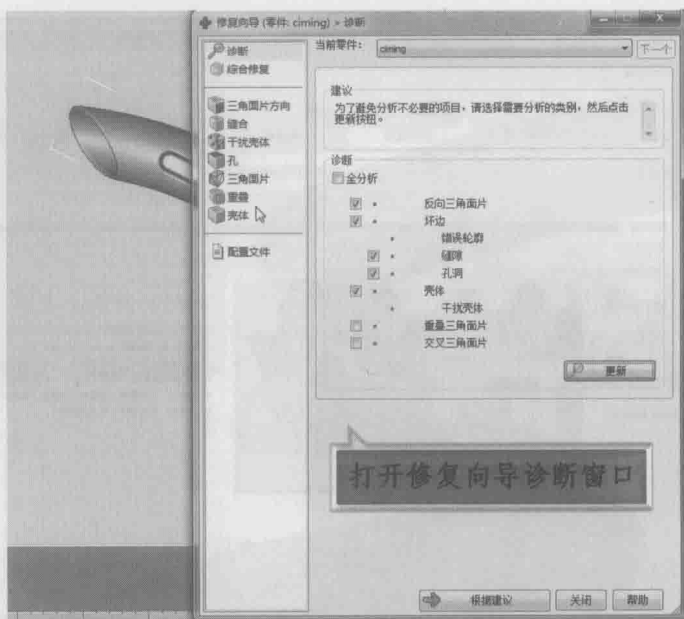 修复向导 (零件: ciming) > 诊断
诊断
综合修复
三角面片方向
缝合
干扰壳体
孔
三角面片
重叠
壳体
配置文件
当前零件:
ciming
下一个
建议
为了避免分析不必要的项目，请选择需要分析的类别，然后点击
更新按钮。
诊断
全分析
反向三角面片
坏边
错误轮廓
缝隙
孔洞
壳体
干扰壳体
重叠三角面片
交叉三角面片
更新
打开修复向导诊断窗口
根据建议
关闭
帮助